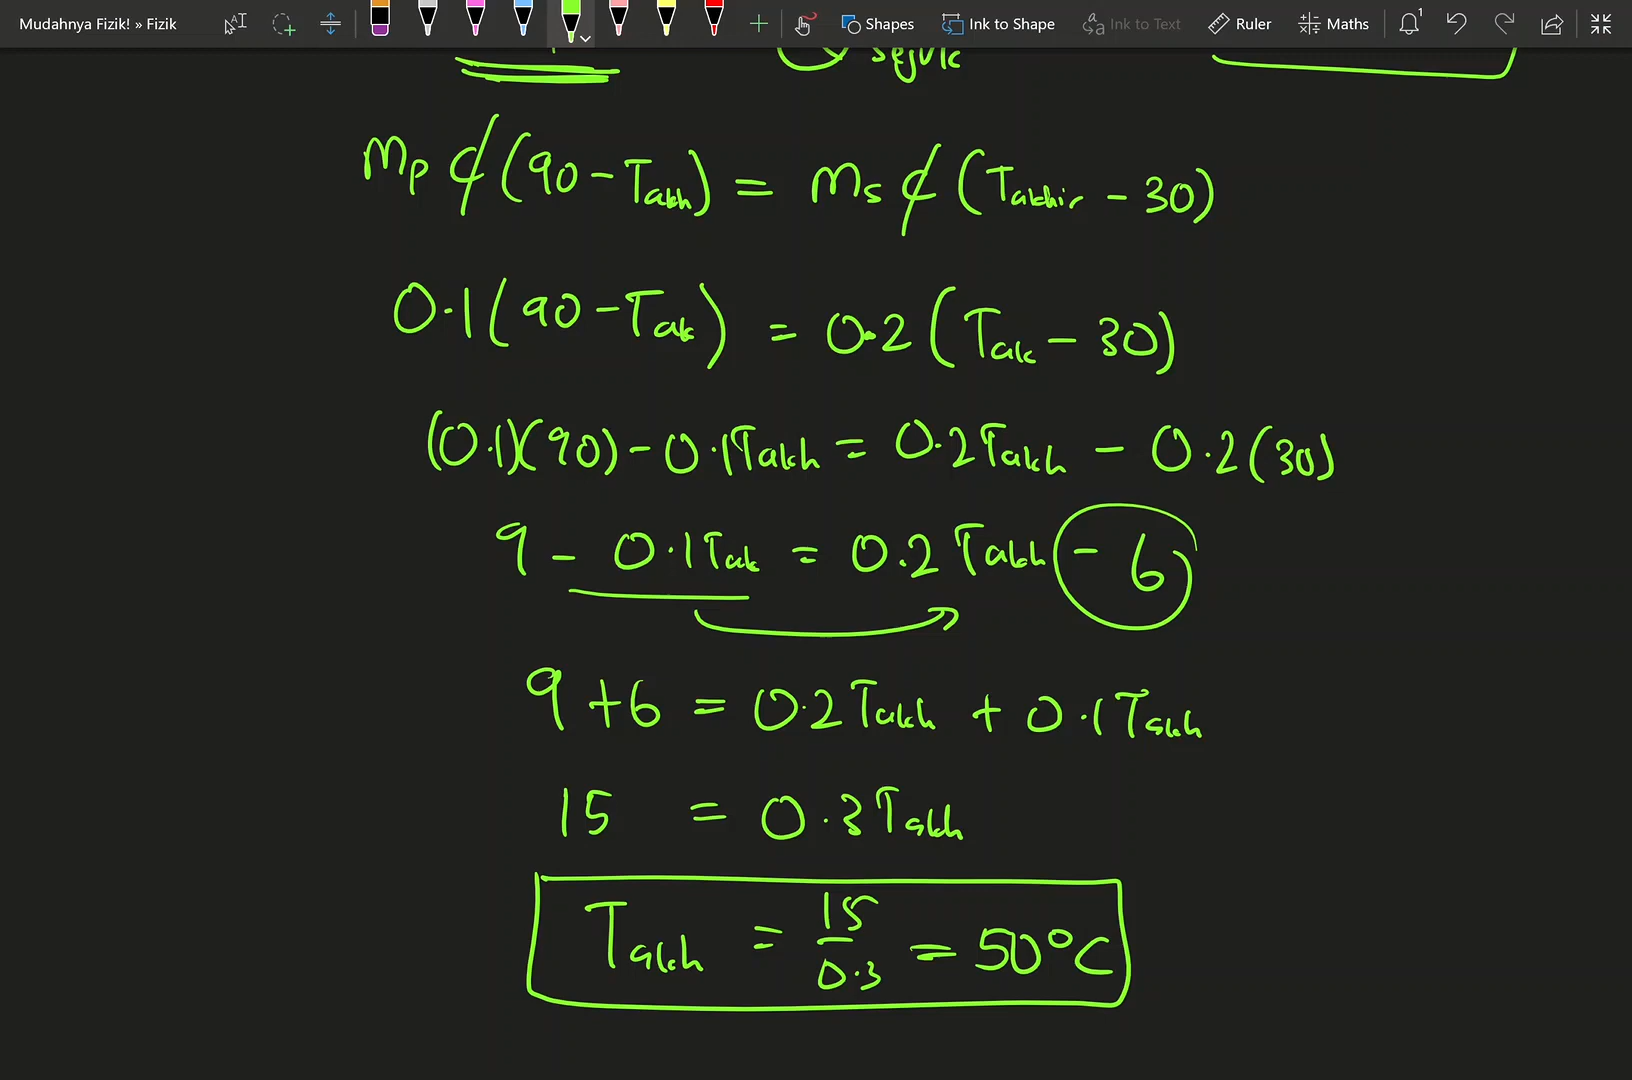 Mudahnya Fizik! » Fizik Shapes Ink to Shape Ink to Text Ruler Maths 1
sejuk
mp c(90 - Takh) = ms c(Takhir - 30)
0.1(90 - Tak) = 0.2(Tak - 30)
(0.1)(90) - 0.1Takh = 0.2Takh - 0.2(30)
9 - 0.1Tak = 0.2Takh - 6
9 + 6 = 0.2Takh + 0.1Takh
15 = 0.3Takh
Takh = 15/0.3 = 50°C